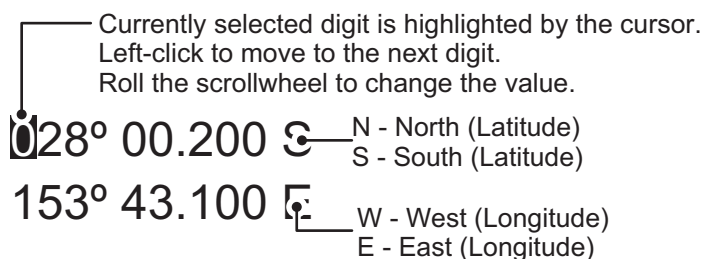 Currently selected digit is highlighted by the cursor.
Left-click to move to the next digit.
Roll the scrollwheel to change the value.
028º 00.200 S
N - North (Latitude)
S - South (Latitude)
153º 43.100 E
W - West (Longitude)
E - East (Longitude)